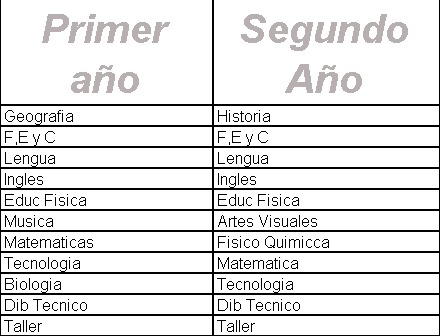 Primer año
Segundo Año
Geografia
Historia
F,E y C
F,E y C
Lengua
Lengua
Ingles
Ingles
Educ Fisica
Educ Fisica
Musica
Artes Visuales
Matematicas
Fisico Quimicca
Tecnologia
Matematica
Biologia
Tecnologia
Dib Tecnico
Dib Tecnico
Taller
Taller